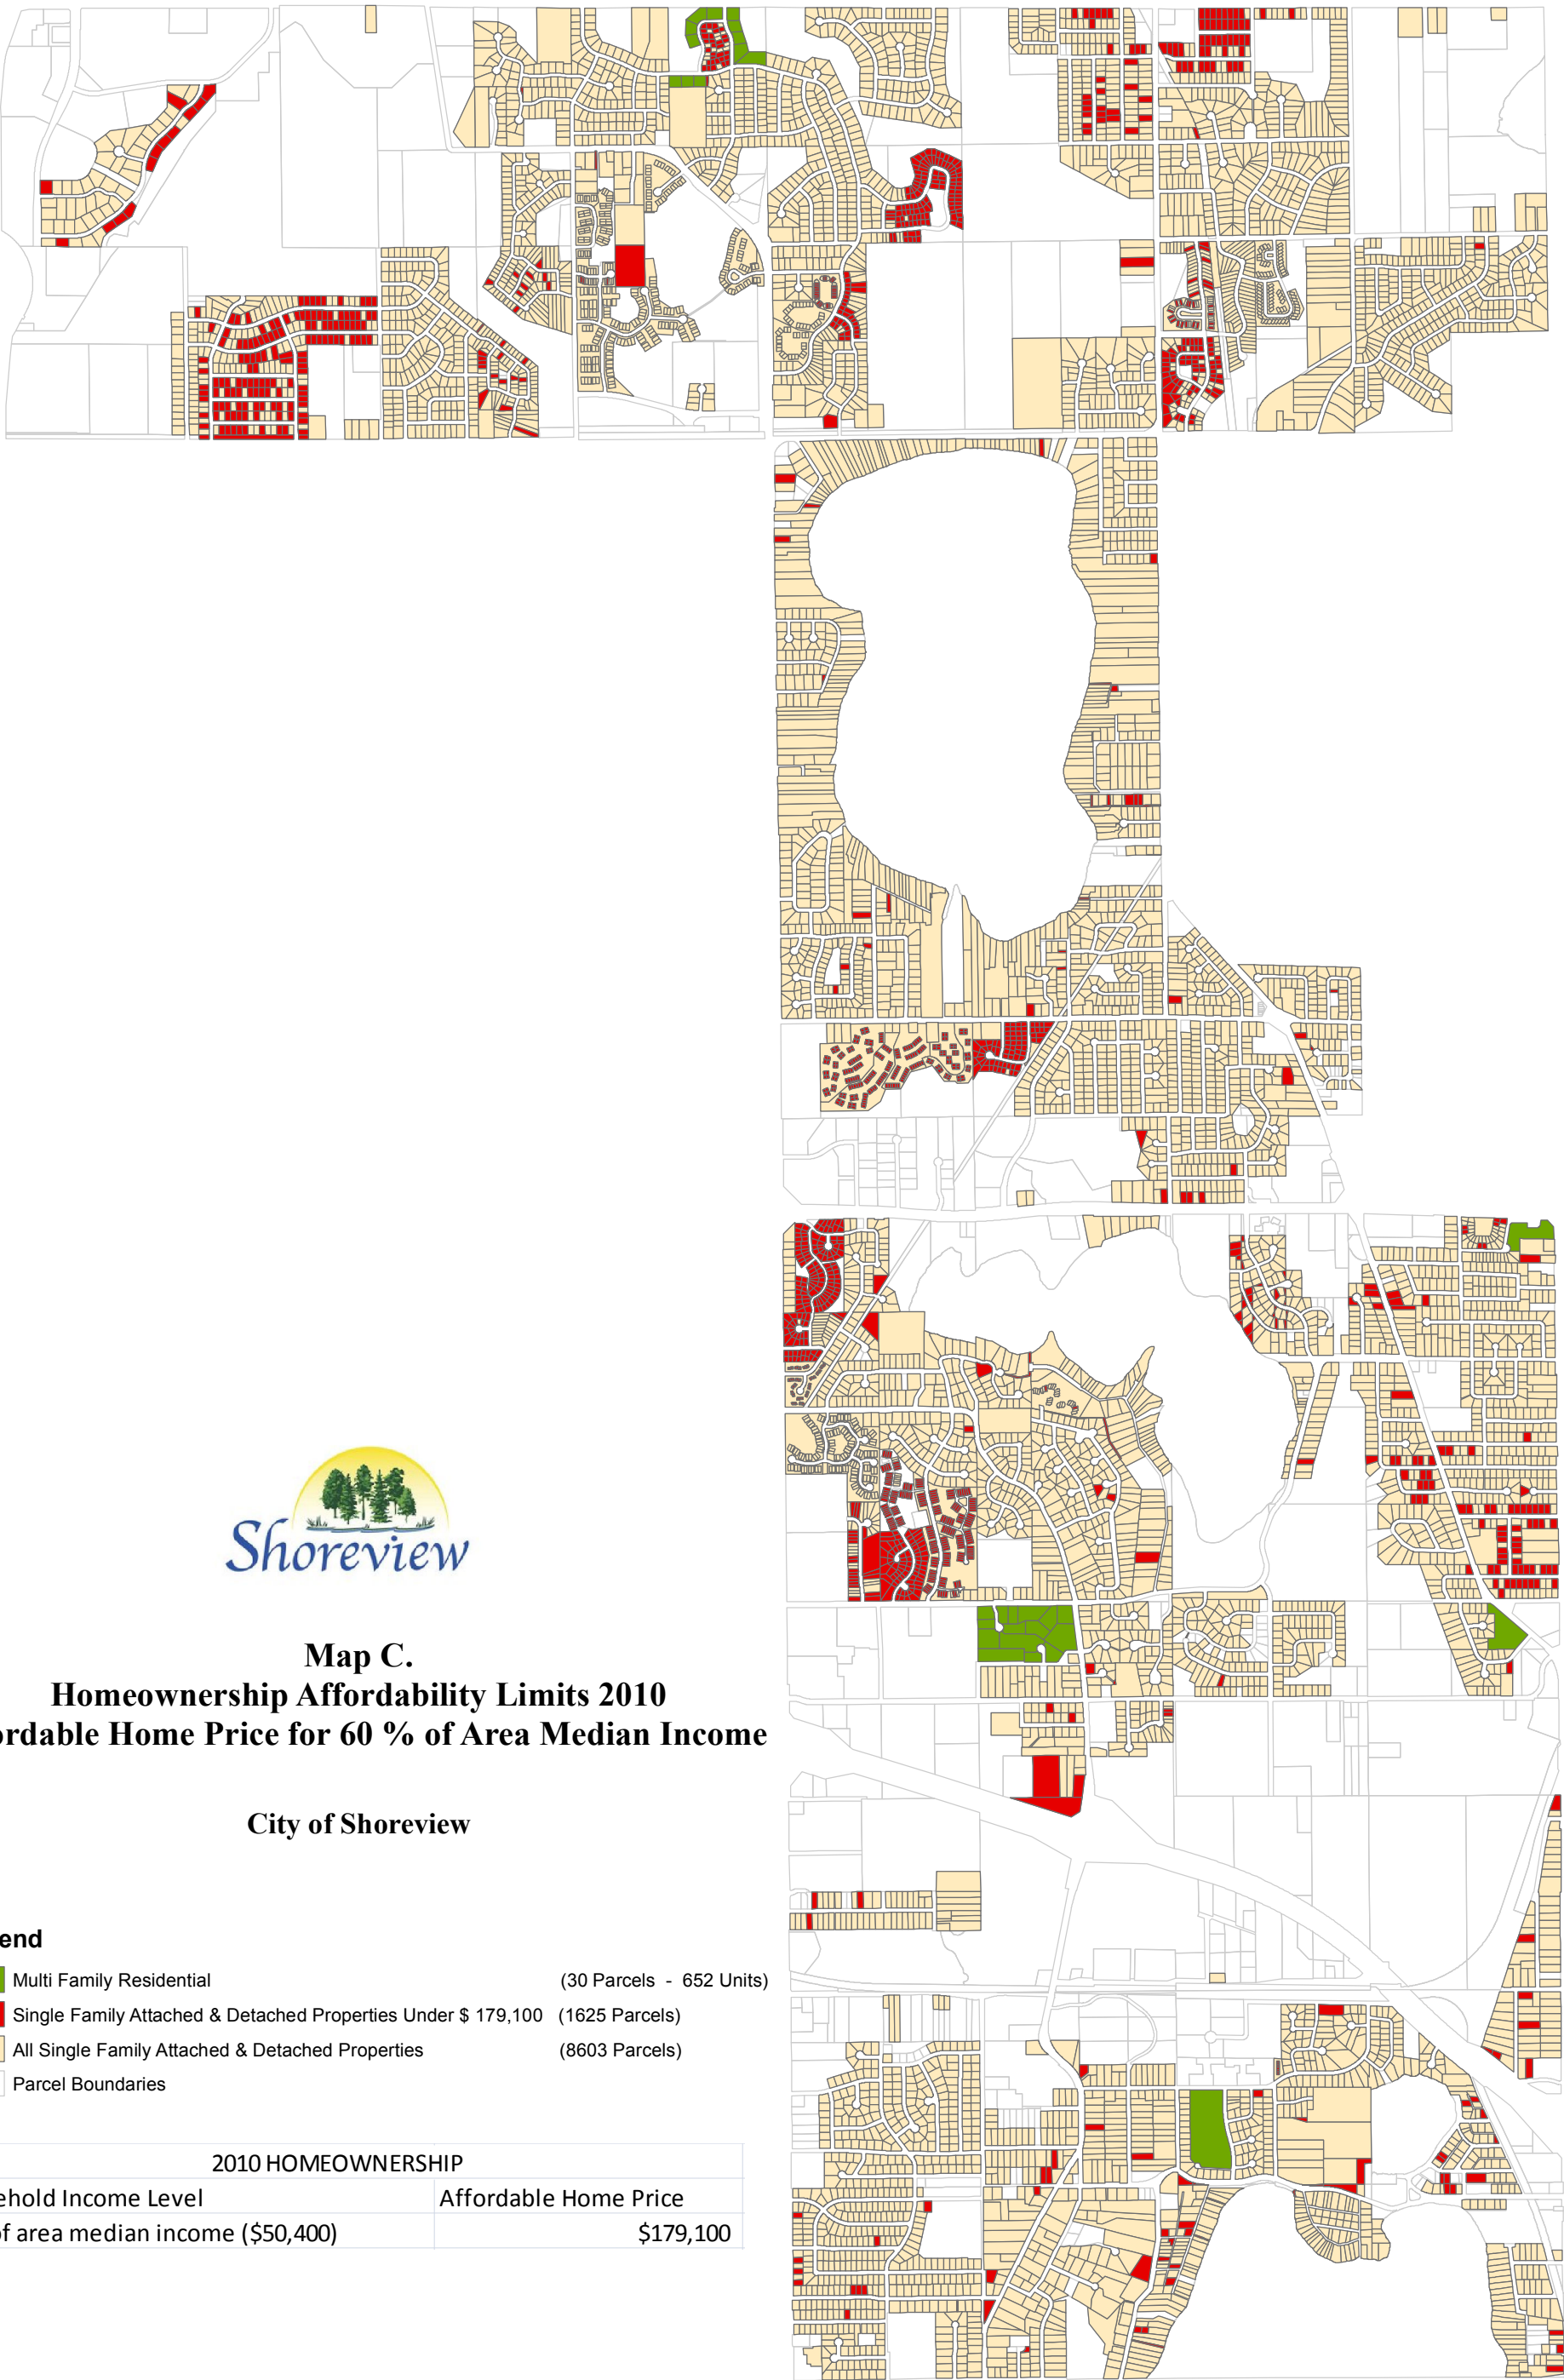 Shoreview
Map C.
Homeownership Affordability Limits 2010
ordable Home Price for 60 % of Area Median Income
City of Shoreview
end
Multi Family Residential (30 Parcels - 652 Units)
Single Family Attached & Detached Properties Under $ 179,100 (1625 Parcels)
All Single Family Attached & Detached Properties (8603 Parcels)
Parcel Boundaries
2010 HOMEOWNERSHIP
ehold Income Level Affordable Home Price
of area median income ($50,400) $179,100